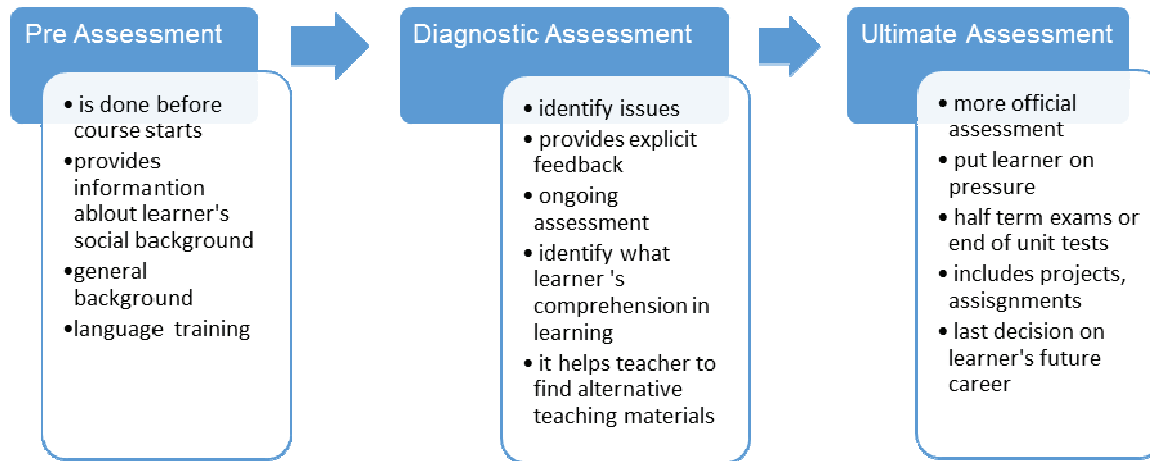 Pre Assessment
• is done before
course starts
•provides
informantion
ablout learner's
social background
•general
background
•language training
Diagnostic Assessment
• identify issues
• provides explicit
feedback
• ongoing
assessment
• identify what
learner 's
comprehension in
learning
• it helps teacher to
find alternative
teaching materials
Ultimate Assessment
• more official
assessment
• put learner on
pressure
• half term exams or
end of unit tests
• includes projects,
assisgnments
• last decision on
learner's future
career